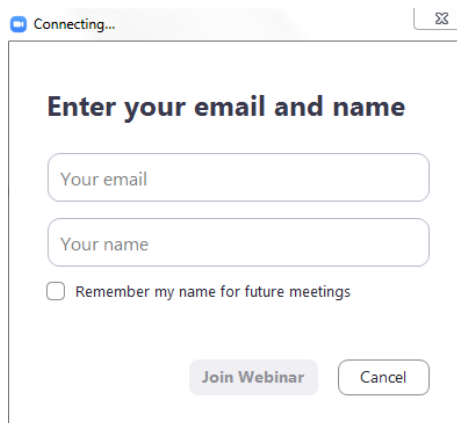 Connecting...
Enter your email and name
Your email
Your name
Remember my name for future meetings
Join Webinar Cancel